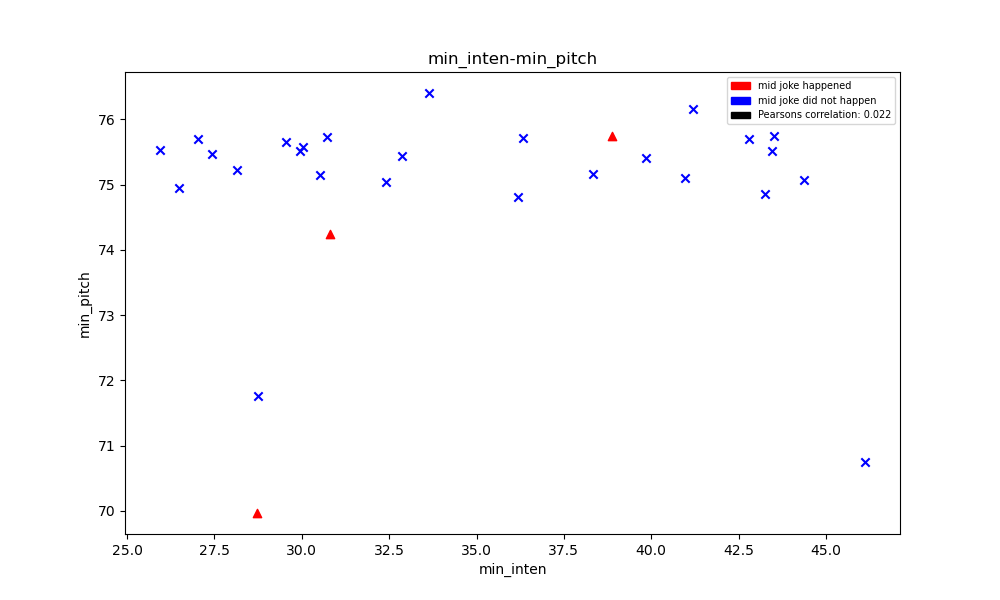 min_inten-min_pitch
mid joke happened
mid joke did not happen
Pearsons correlation: 0.022
76
75
74
73
72
71
70
min_pitch
25.0 27.5 30.0 32.5 35.0 37.5 40.0 42.5 45.0
min_inten